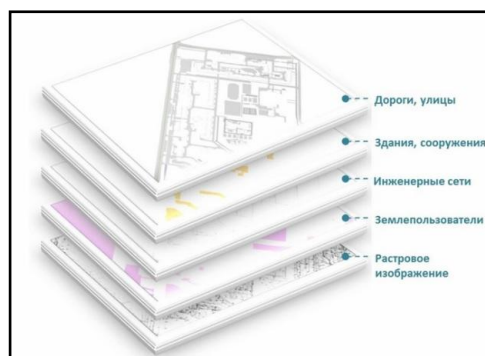 Дороги, улицы
Здания, сооружения
Инженерные сети
Землепользователи
Растровое
изображение